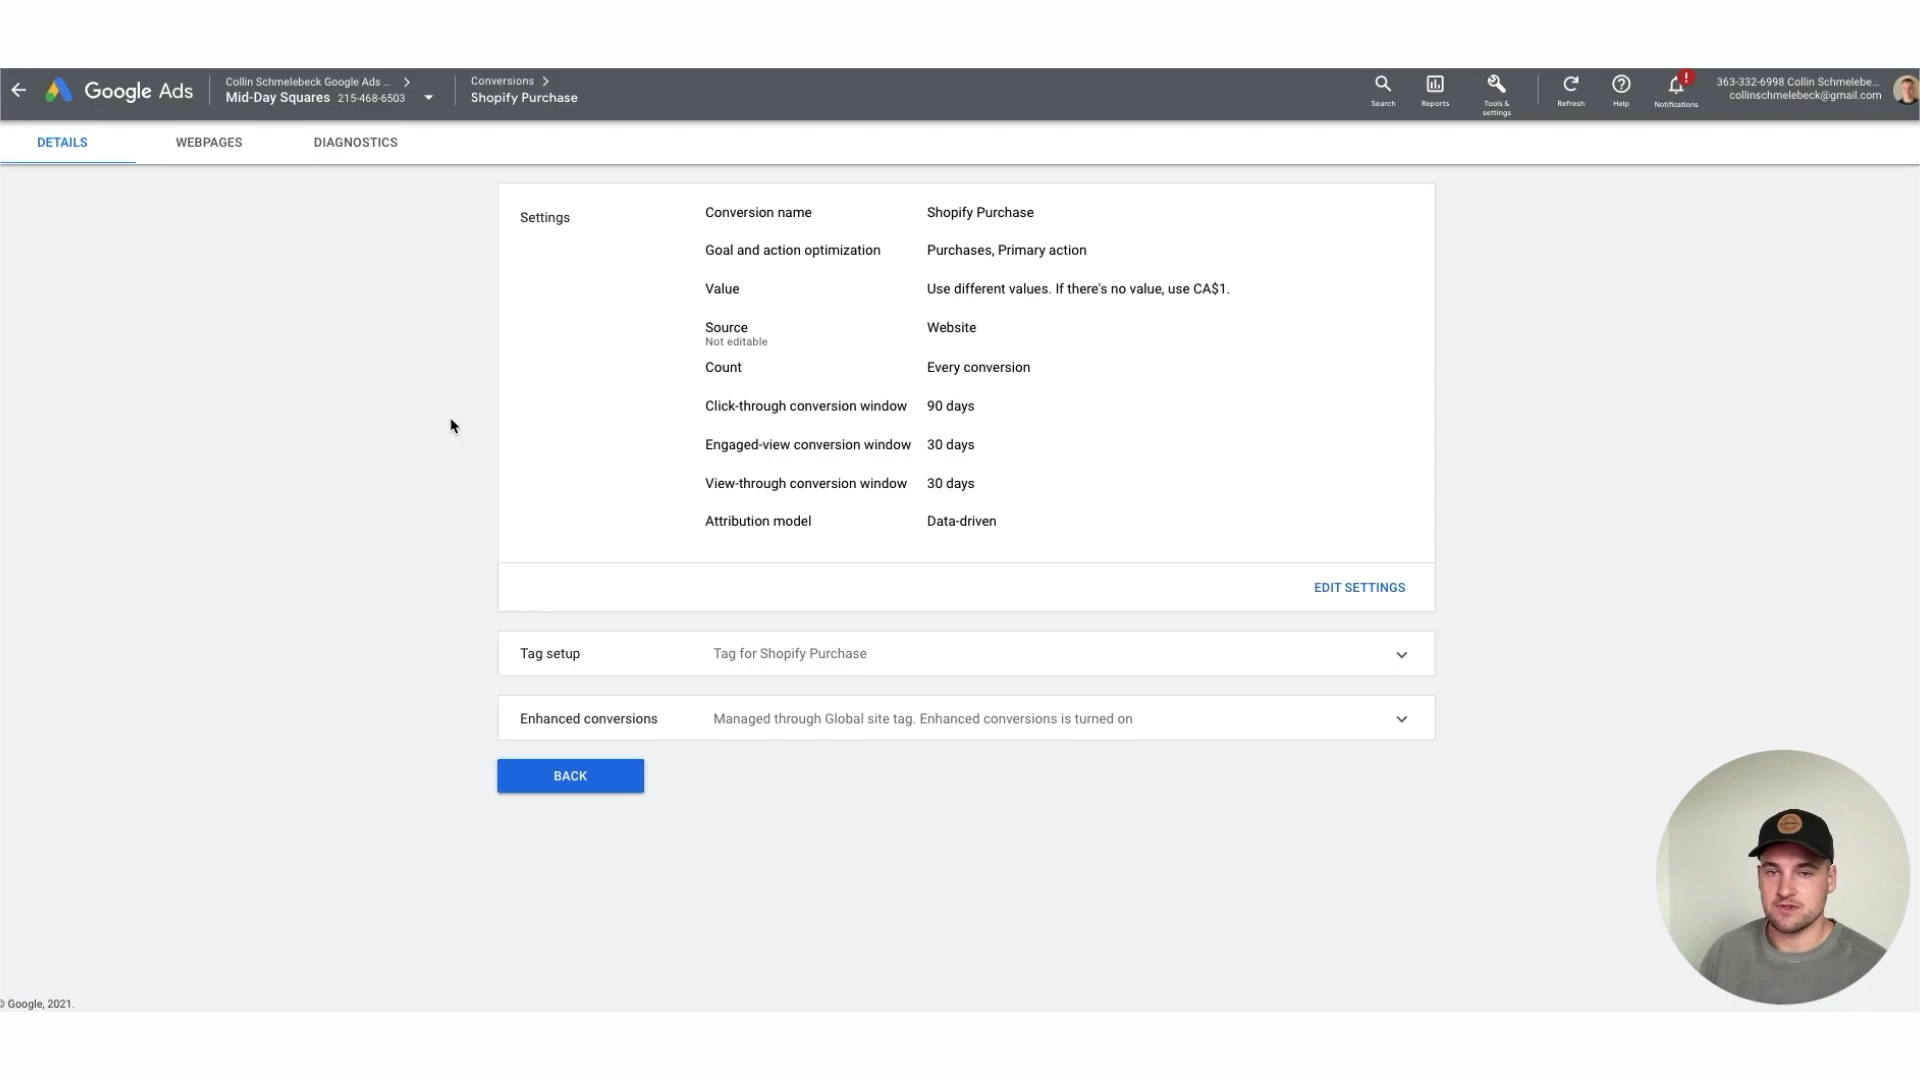 Google Ads
Collin Schmelebeck Google Ads ...
Mid-Day Squares 215-468-6503
Conversions
Shopify Purchase
Search
Reports
Tools &
settings
Refresh
Help
!
Notifications
363-332-6998 Collin Schmelebe...
collinschmelebeck@gmail.com
DETAILS
WEBPAGES
DIAGNOSTICS
Settings
Conversion name Shopify Purchase
Goal and action optimization Purchases, Primary action
Value Use different values. If there's no value, use CA$1.
Source Website
Not editable
Count Every conversion
Click-through conversion window 90 days
Engaged-view conversion window 30 days
View-through conversion window 30 days
Attribution model Data-driven
EDIT SETTINGS
Tag setup Tag for Shopify Purchase
Enhanced conversions Managed through Global site tag. Enhanced conversions is turned on
BACK
© Google, 2021.